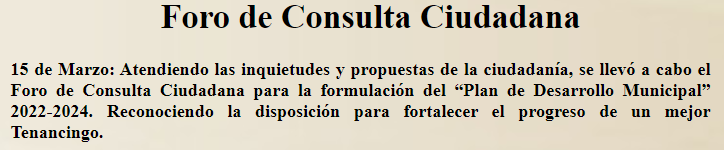 Foro de Consulta Ciudadana
15 de Marzo: Atendiendo las inquietudes y propuestas de la ciudadanía, se llevó a cabo el
Foro de Consulta Ciudadana para la formulación del “Plan de Desarrollo Municipal”
2022-2024. Reconociendo la disposición para fortalecer el progreso de un mejor
Tenancingo.